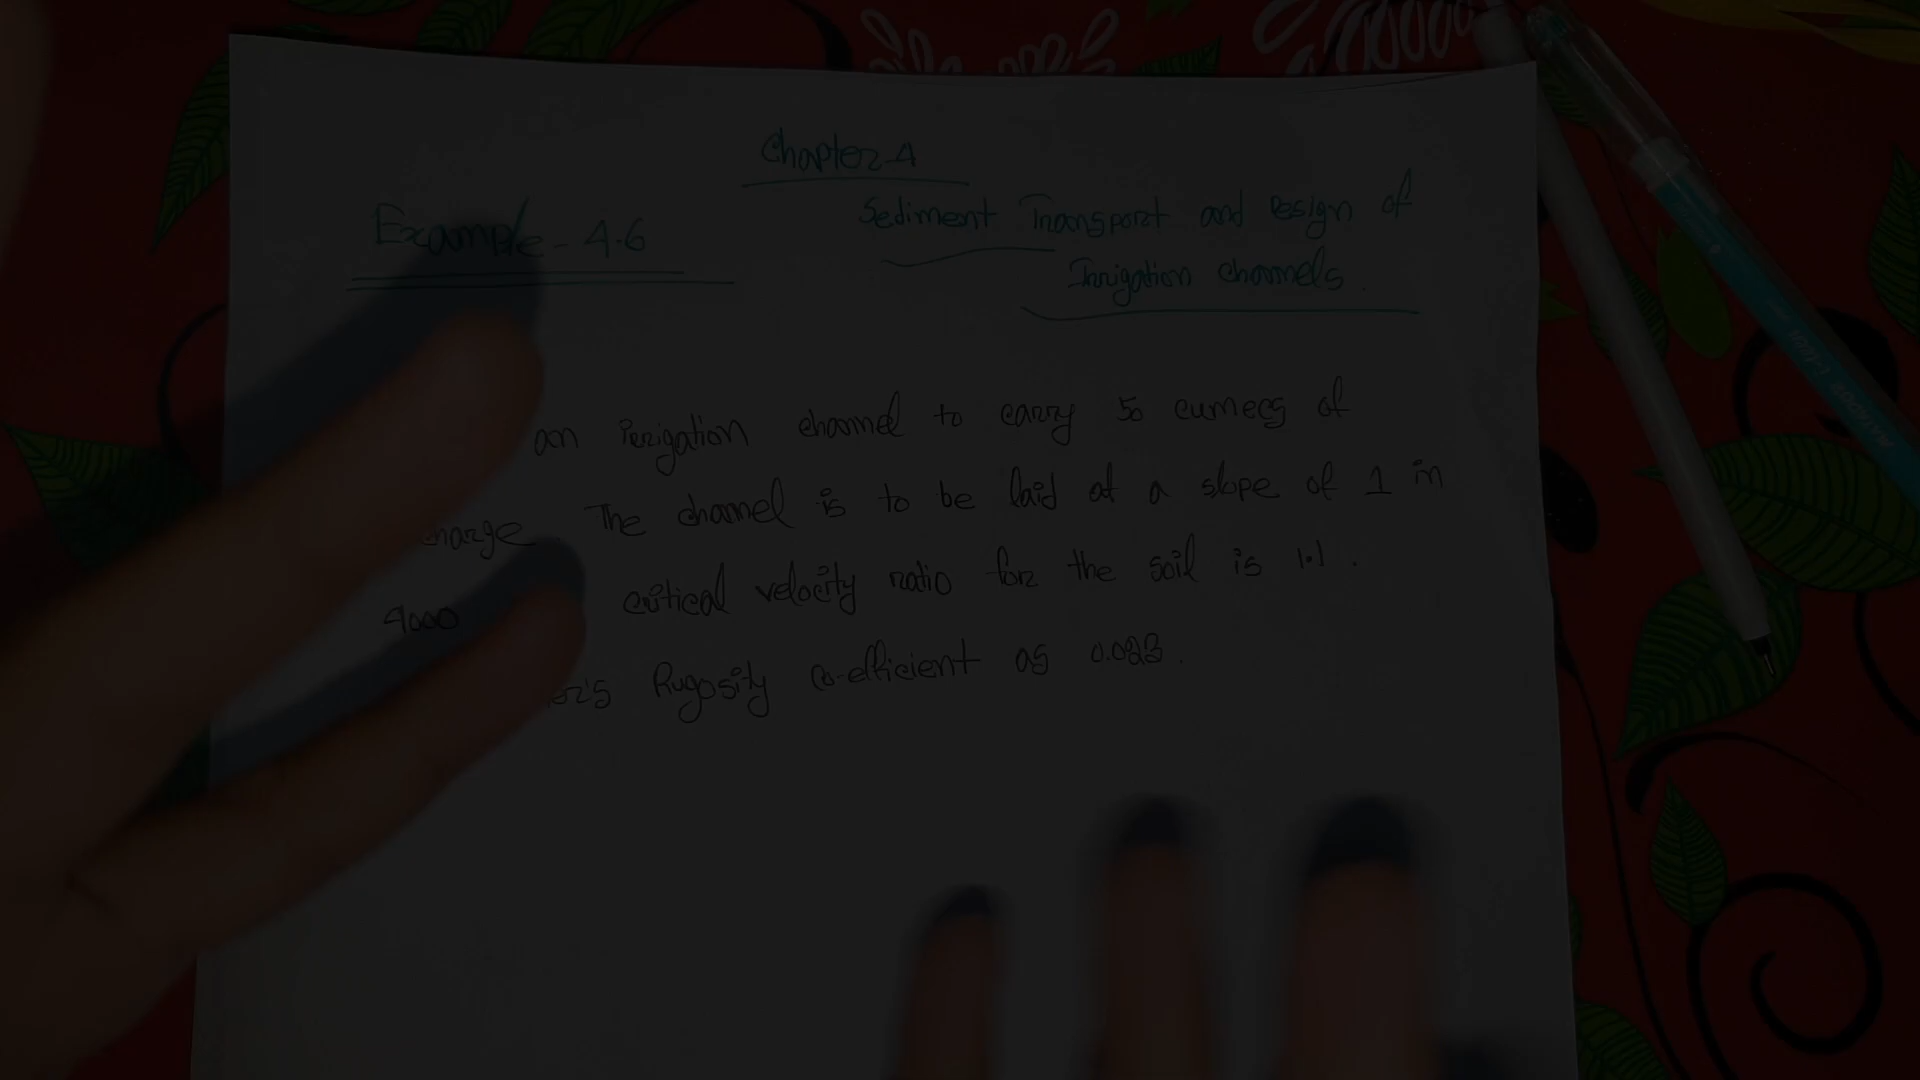 Chapter-4
Example - 4.6
Sediment Transport and Design of
Irrigation channels.
an irrigation channel to carry 50 cumecs of
charge The channel is to be laid at a slope of 1 in
4000 critical velocity ratio for the soil is 1.1.
er's Rugosity co-efficient as 0.023.